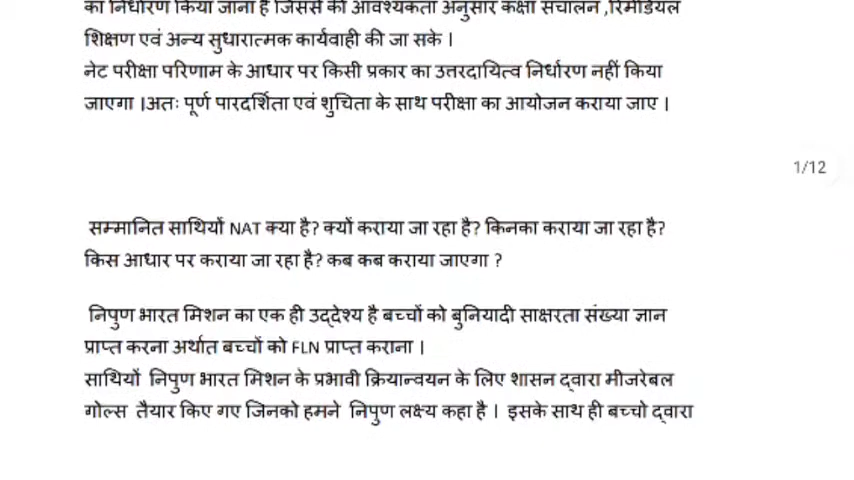 का निर्धारण किया जाना है जिससे की आवश्यकता अनुसार कक्षा संचालन ,रिमेडियल
शिक्षण एवं अन्य सुधारात्मक कार्यवाही की जा सके ।
नेट परीक्षा परिणाम के आधार पर किसी प्रकार का उत्तरदायित्व निर्धारण नहीं किया
जाएगा ।अतः पूर्ण पारदर्शिता एवं शुचिता के साथ परीक्षा का आयोजन कराया जाए ।
1/12
सम्मानित साथियों NAT क्या है? क्यों कराया जा रहा है? किनका कराया जा रहा है?
किस आधार पर कराया जा रहा है? कब कब कराया जाएगा ?
निपुण भारत मिशन का एक ही उद्देश्य है बच्चों को बुनियादी साक्षरता संख्या ज्ञान
प्राप्त करना अर्थात बच्चों को FLN प्राप्त कराना ।
साथियों निपुण भारत मिशन के प्रभावी क्रियान्वयन के लिए शासन द्वारा मीजरेबल
गोल्स तैयार किए गए जिनको हमने निपुण लक्ष्य कहा है । इसके साथ ही बच्चो द्वारा